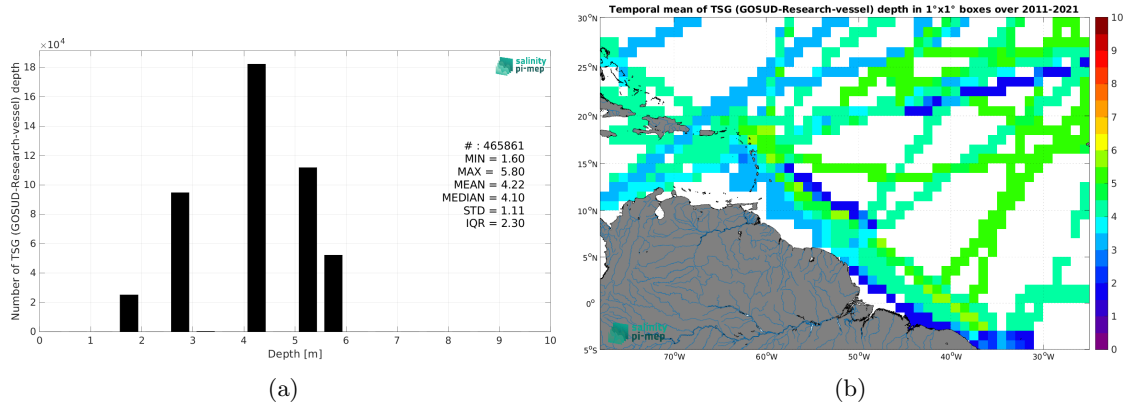 ×10⁴
18
16
14
12
10
8
6
4
2
0
Number of TSG (GOSUD-Research-vessel) depth
0 1 2 3 4 5 6 7 8 9 10
Depth [m]
salinity
pi-mep
# : 465861
MIN = 1.60
MAX = 5.80
MEAN = 4.22
MEDIAN = 4.10
STD = 1.11
IQR = 2.30
(a)
Temporal mean of TSG (GOSUD-Research-vessel) depth in 1°x1° boxes over 2011-2021
30°N
25°N
20°N
15°N
10°N
5°N
0°
5°S
70°W 60°W 50°W 40°W 30°W
salinity
pi-mep
10
9
8
7
6
5
4
3
2
1
0
(b)